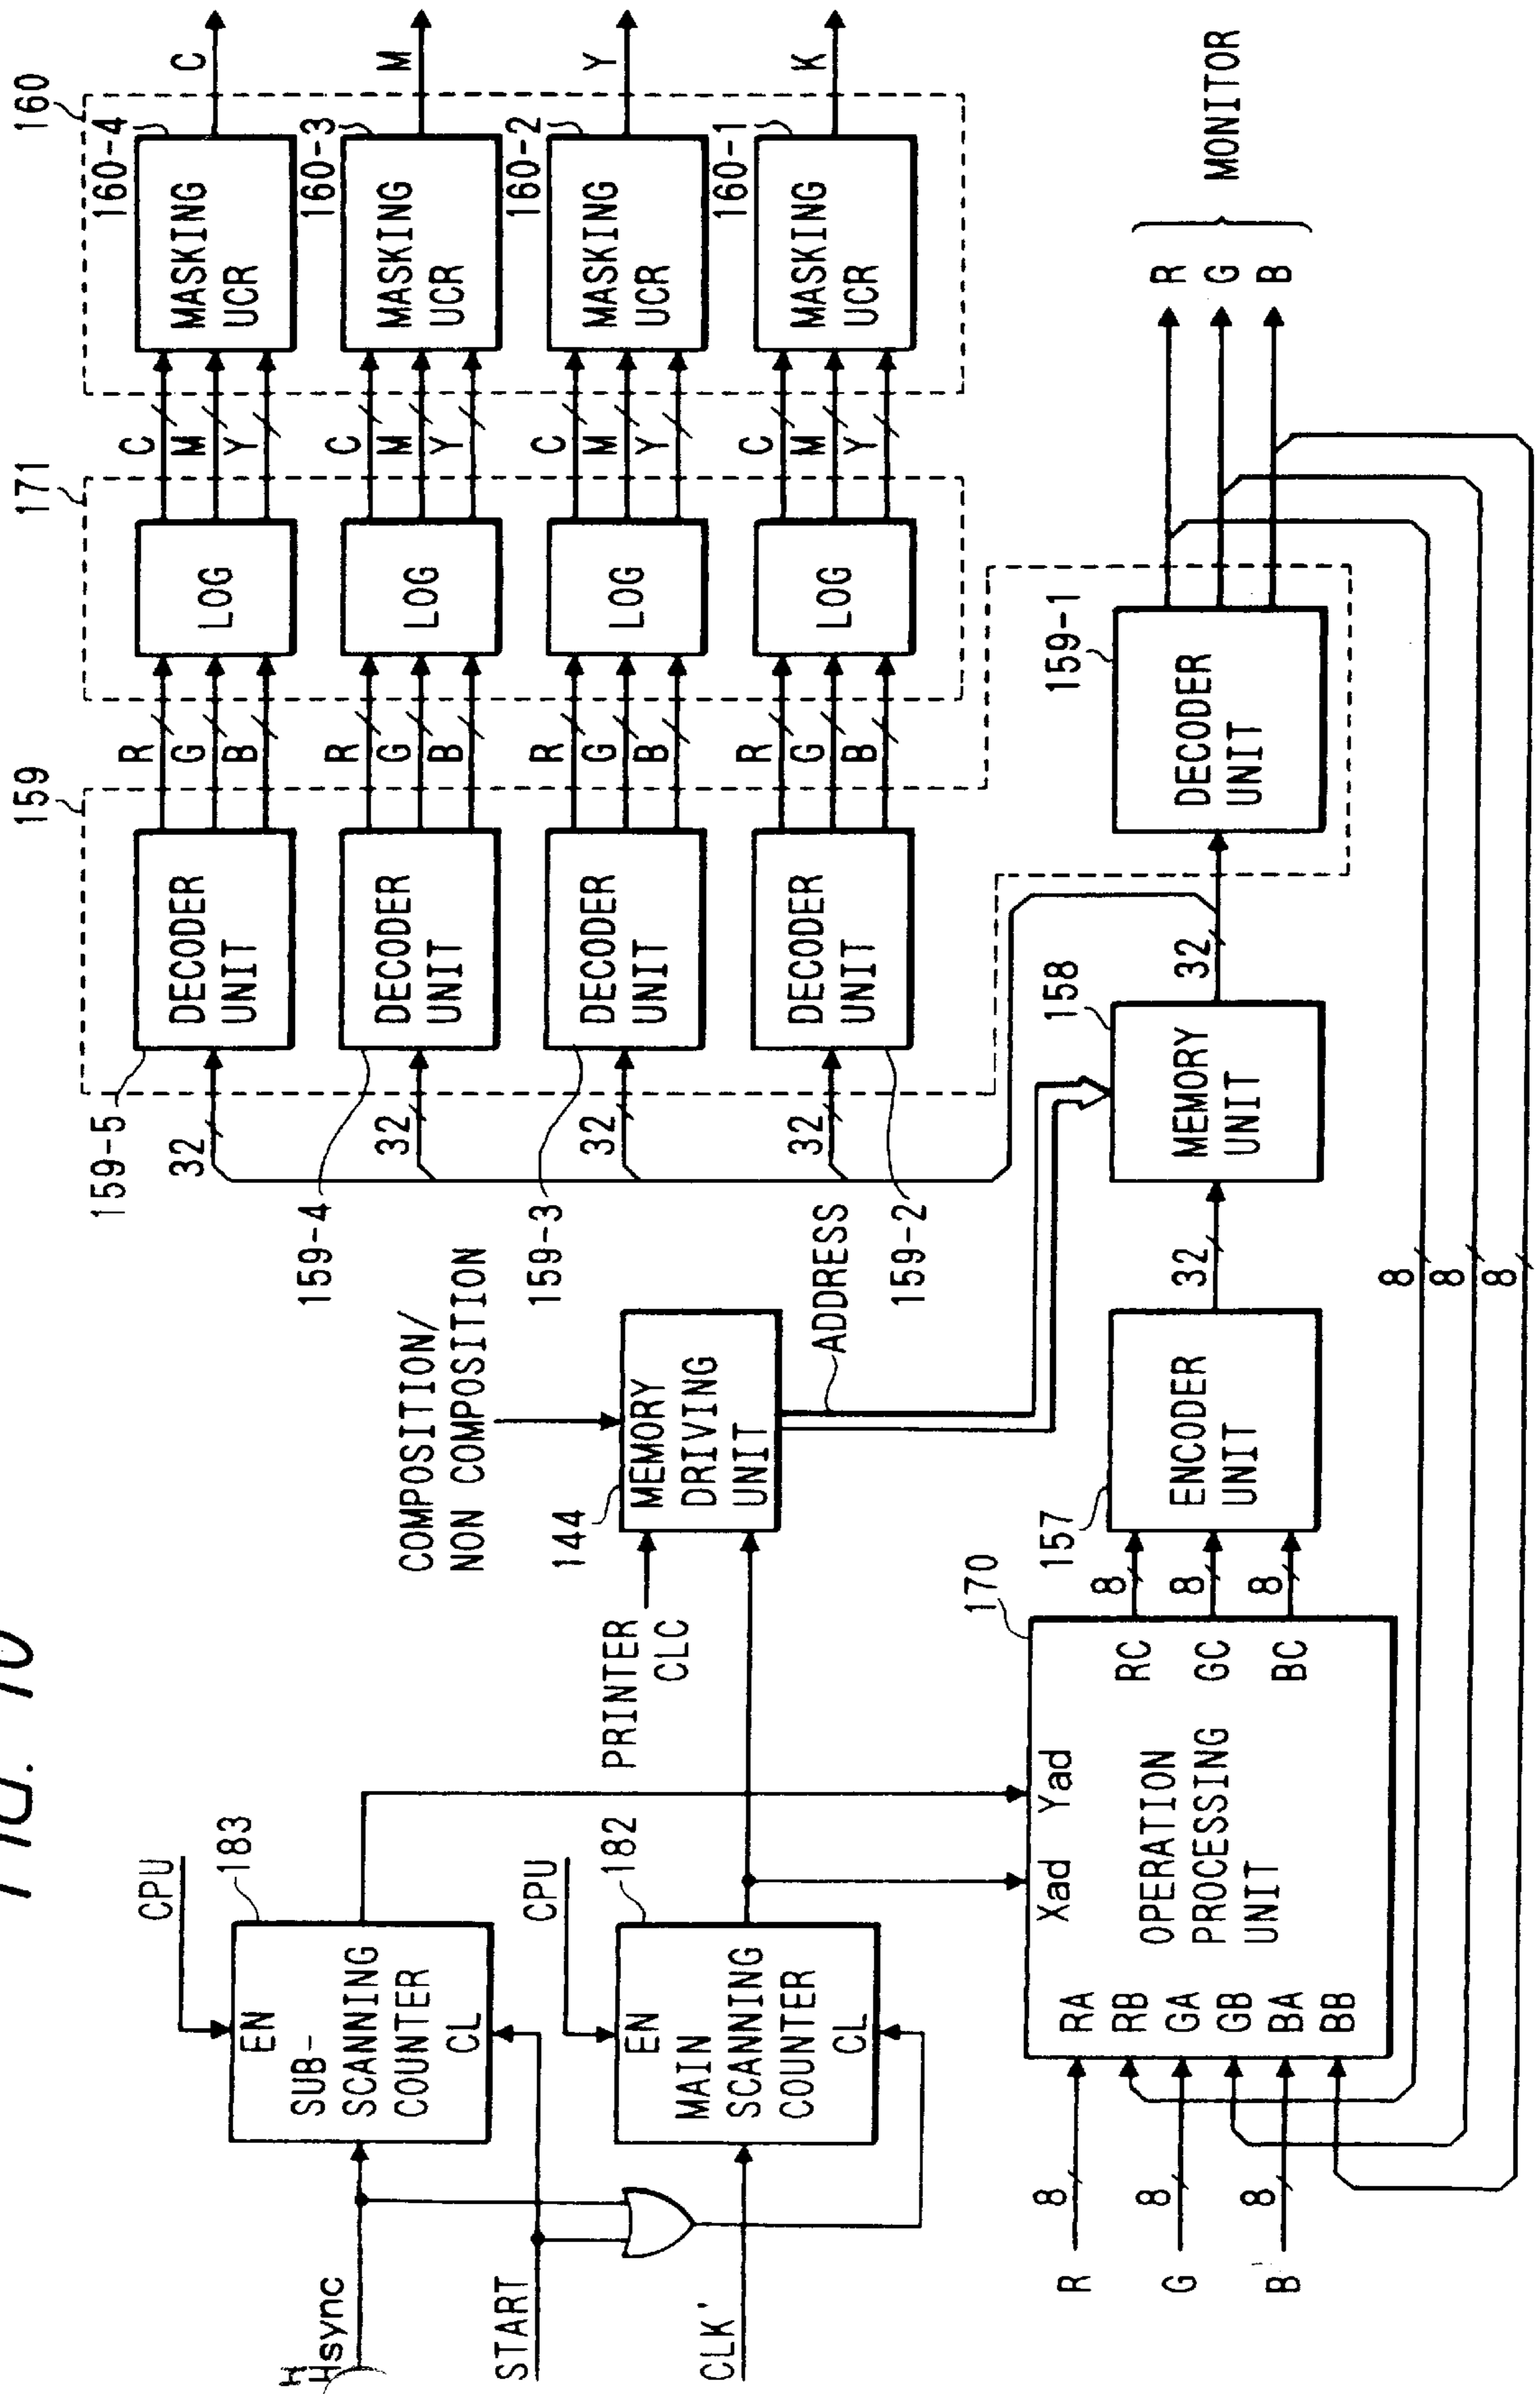 FIG. 10
160
160-4
MASKING
UCR
C
160-3
MASKING
UCR
M
160-2
MASKING
UCR
Y
160-1
MASKING
UCR
K
171
C
M
Y
LOG
C
M
Y
LOG
C
M
Y
LOG
C
M
Y
LOG
159
R
G
B
DECODER
UNIT
159-5
32
R
G
B
DECODER
UNIT
159-4
32
R
G
B
DECODER
UNIT
159-3
32
R
G
B
DECODER
UNIT
159-2
32
MONITOR
R
G
B
159-1
DECODER
UNIT
32
158
MEMORY
UNIT
32
157
ENCODER
UNIT
8
8
8
8
8
8
COMPOSITION/
NON COMPOSITION
144
MEMORY
DRIVING
UNIT
ADDRESS
PRINTER
CLC
170
Xad
Yad
OPERATION
PROCESSING
UNIT
RC
GC
BC
RA
RB
GA
GB
BA
BB
8
8
8
R
G
B
CPU
183
EN
SUB-
SCANNING
COUNTER
CL
CPU
182
EN
MAIN
SCANNING
COUNTER
CL
Hsync
START
CLK'